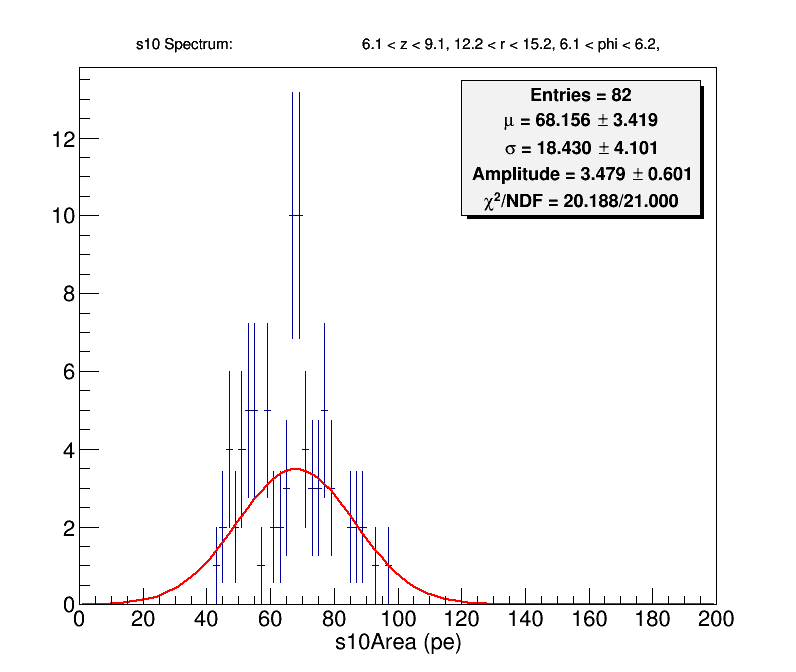 s10 Spectrum: 6.1 < z < 9.1, 12.2 < r < 15.2, 6.1 < phi < 6.2,
Entries = 82
μ = 68.156 ± 3.419
σ = 18.430 ± 4.101
Amplitude = 3.479 ± 0.601
χ²/NDF = 20.188/21.000
12
10
8
6
4
2
0
0 20 40 60 80 100 120 140 160 180 200
s10Area (pe)